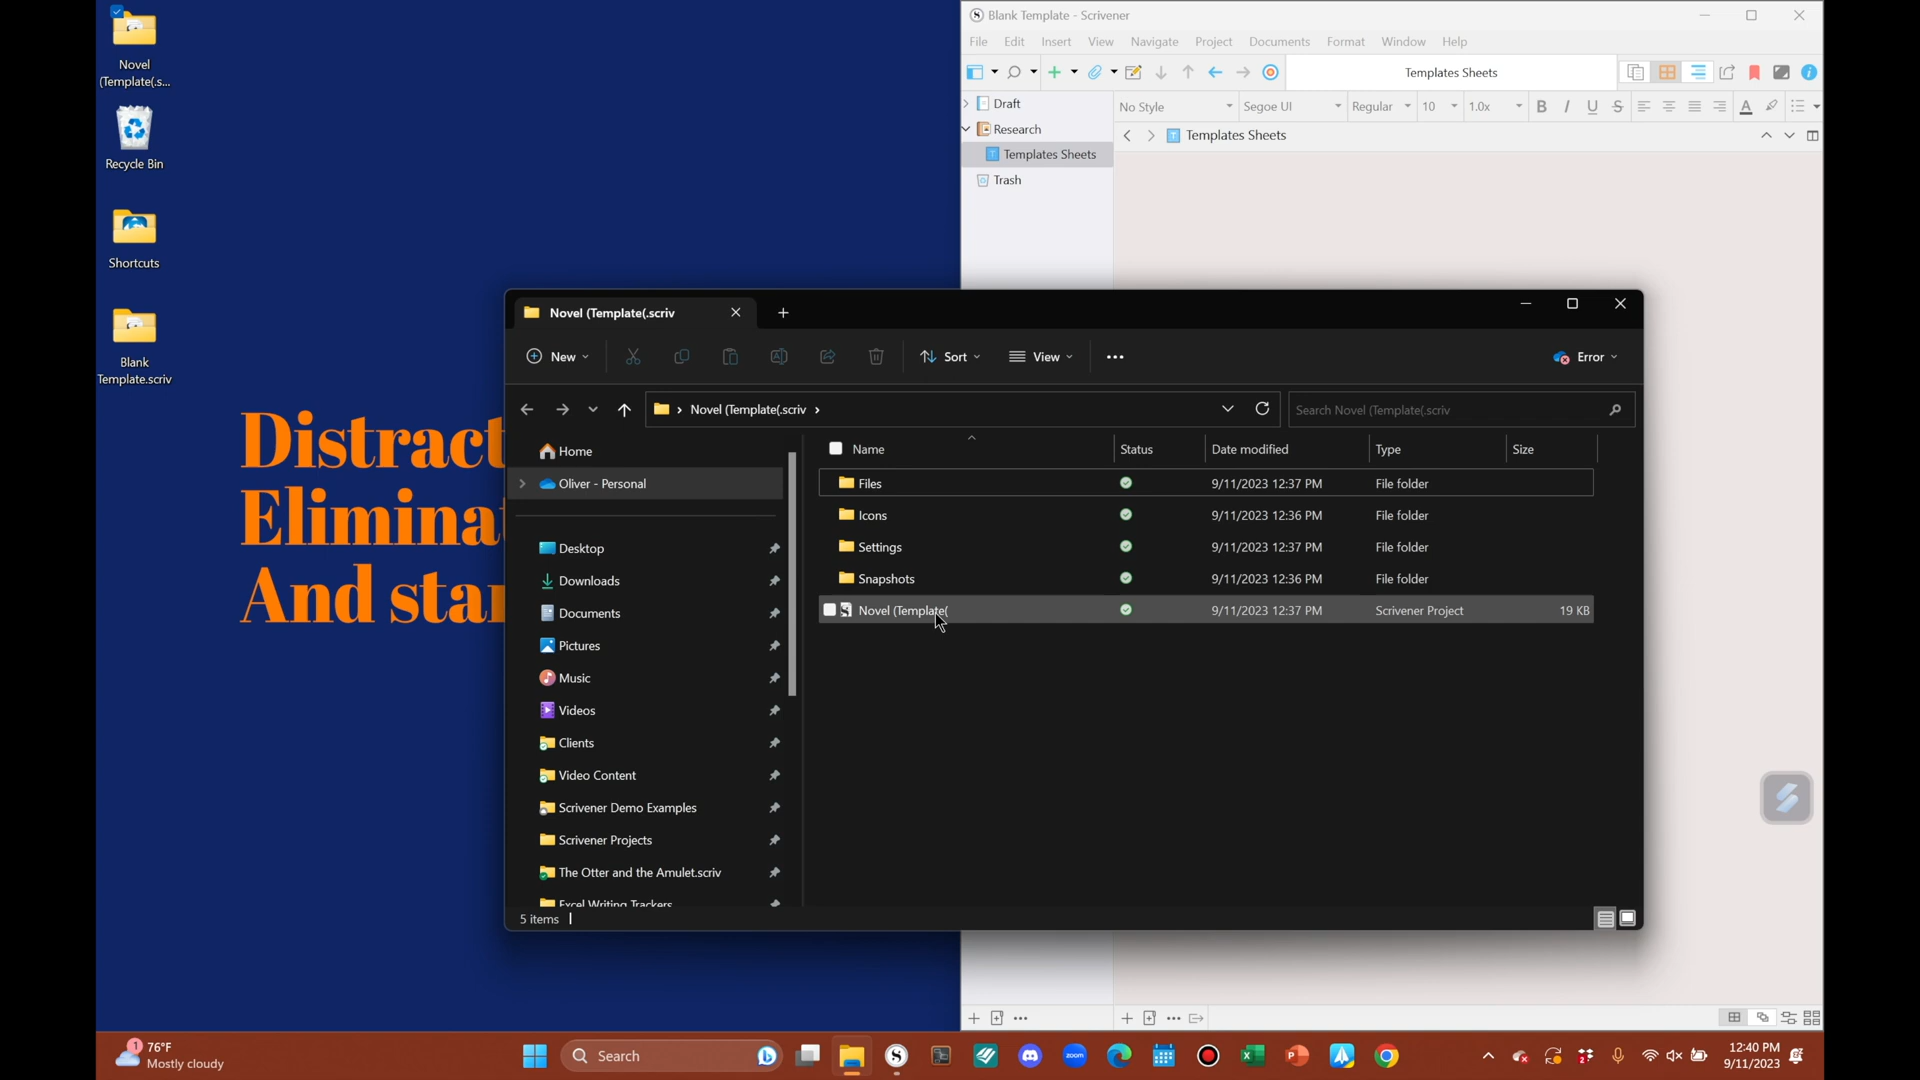 Novel
(Template(.s...
Recycle Bin
Shortcuts
Blank
Template.scriv
Distract
Elimina
And star
Blank Template - Scrivener
File Edit Insert View Navigate Project Documents Format Window Help
Templates Sheets
Draft
Research
Templates Sheets
Trash
No Style Segoe UI Regular 10 1.0x B I U S A
Templates Sheets
Novel (Template(.scriv
New Sort View Error
Novel (Template(.scriv
Search Novel (Template(.scriv
Home
Oliver - Personal
Desktop
Downloads
Documents
Pictures
Music
Videos
Clients
Video Content
Scrivener Demo Examples
Scrivener Projects
The Otter and the Amulet.scriv
Excel Writing Trackers
Name Status Date modified Type Size
Files 9/11/2023 12:37 PM File folder
Icons 9/11/2023 12:36 PM File folder
Settings 9/11/2023 12:37 PM File folder
Snapshots 9/11/2023 12:36 PM File folder
Novel (Template( 9/11/2023 12:37 PM Scrivener Project 19 KB
5 items
1
76°F
Mostly cloudy
Search
zoom
12:40 PM
9/11/2023